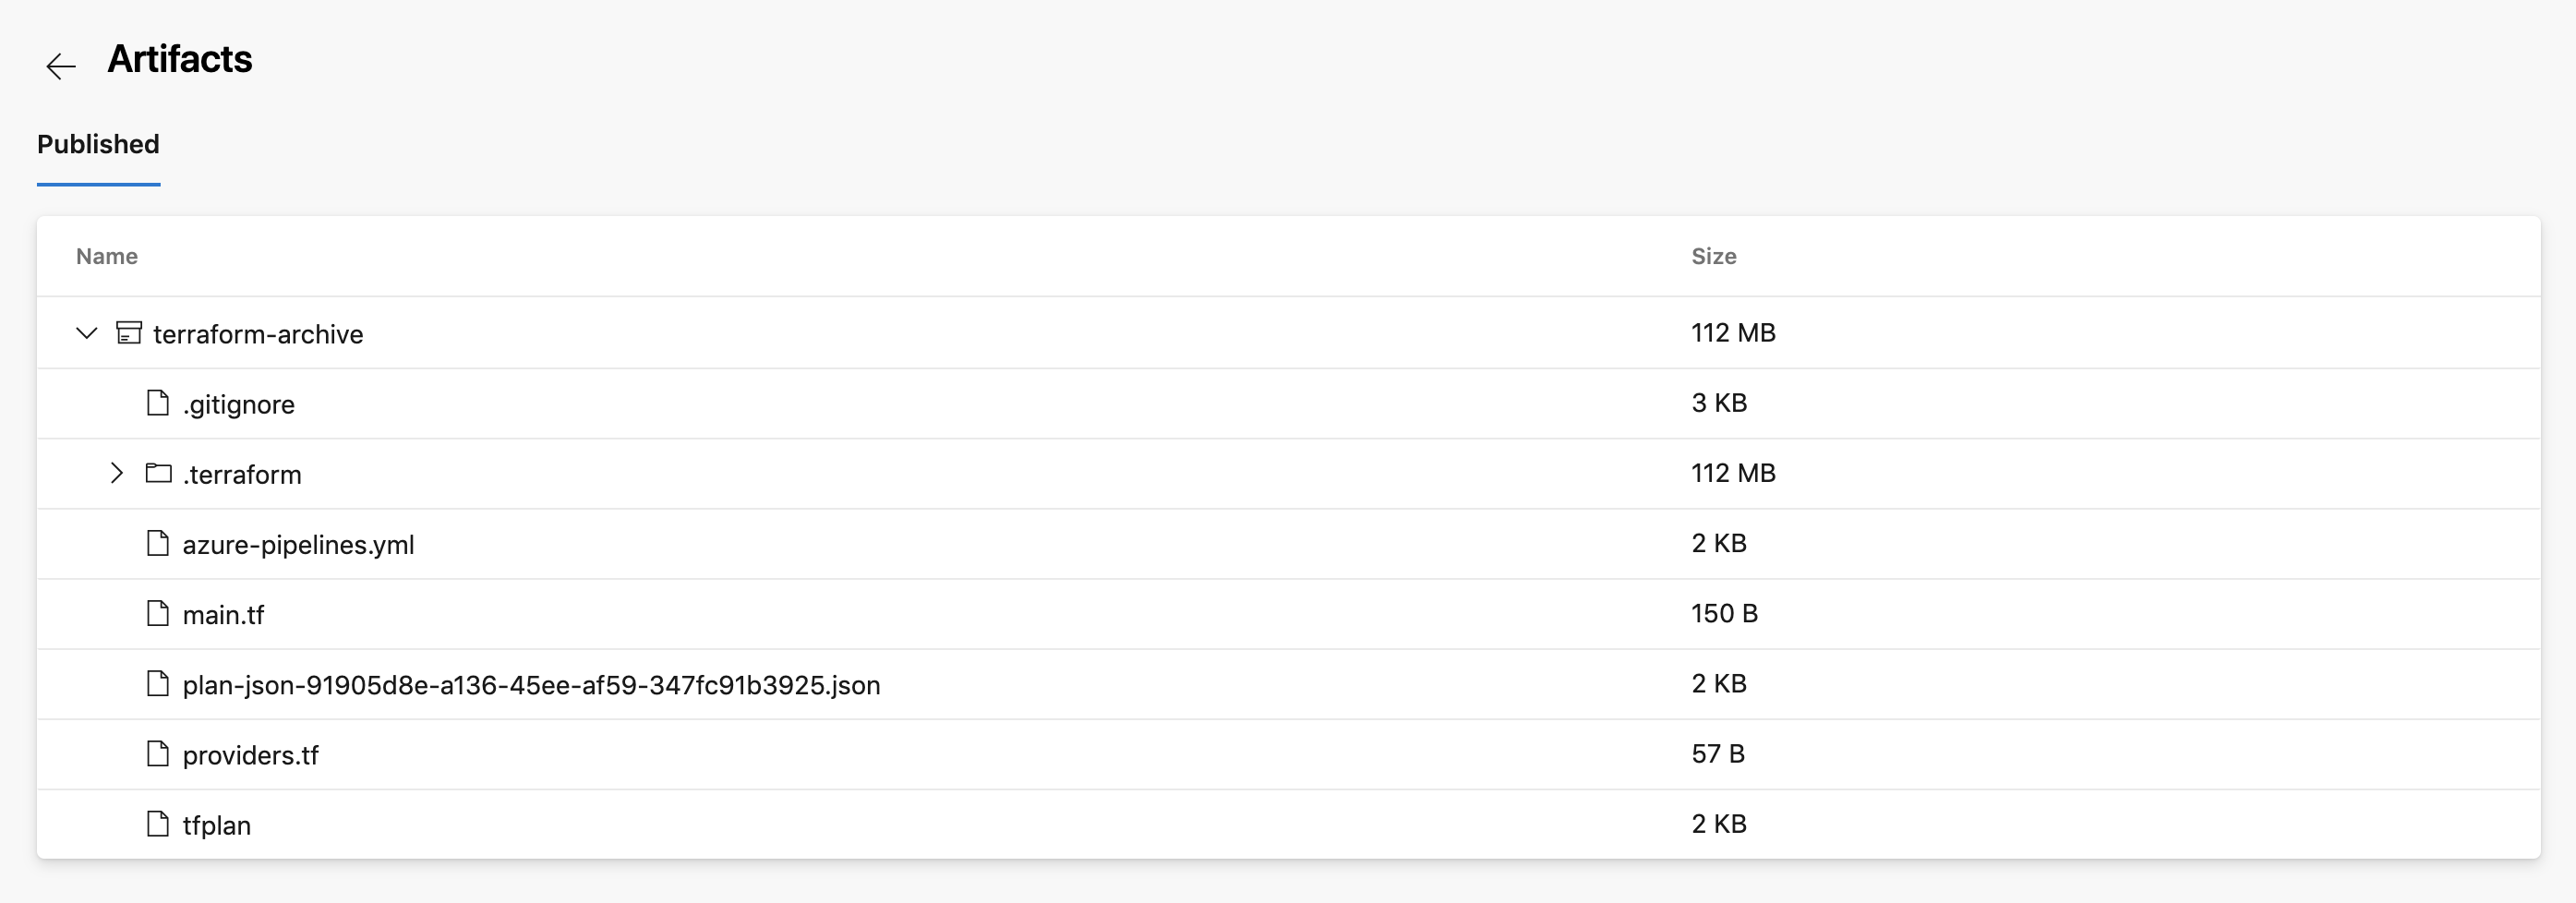 Artifacts
Published
Name Size
terraform-archive 112 MB
.gitignore 3 KB
.terraform 112 MB
azure-pipelines.yml 2 KB
main.tf 150 B
plan-json-91905d8e-a136-45ee-af59-347fc91b3925.json 2 KB
providers.tf 57 B
tfplan 2 KB